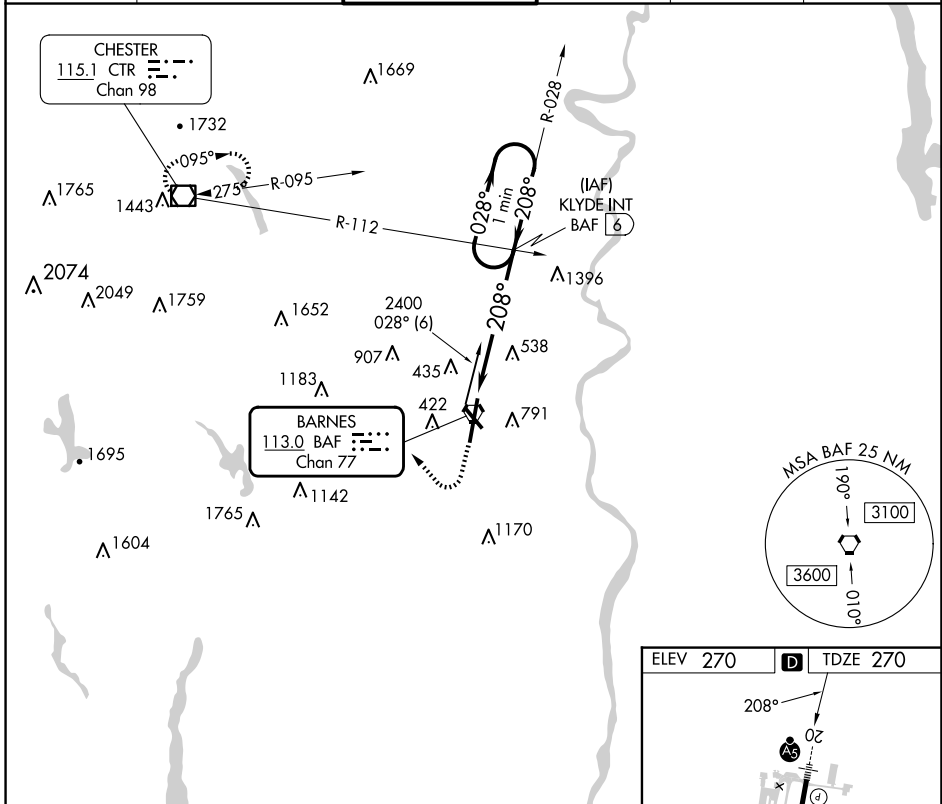 CHESTER
115.1 CTR
Chan 98
1669
1732
095°
275°
R-095
1765
1443
R-112
R-028
028°
1 min
208°
(IAF)
KLYDE INT
BAF 6
1396
2074
2049
1759
1652
208°
2400
028° (6)
907
435
538
1183
422
791
BARNES
113.0 BAF
Chan 77
1695
1142
1765
1604
1170
MSA BAF 25 NM
190°
3100
3600
010°
ELEV 270
D
TDZE 270
208°
20
A5
x
P